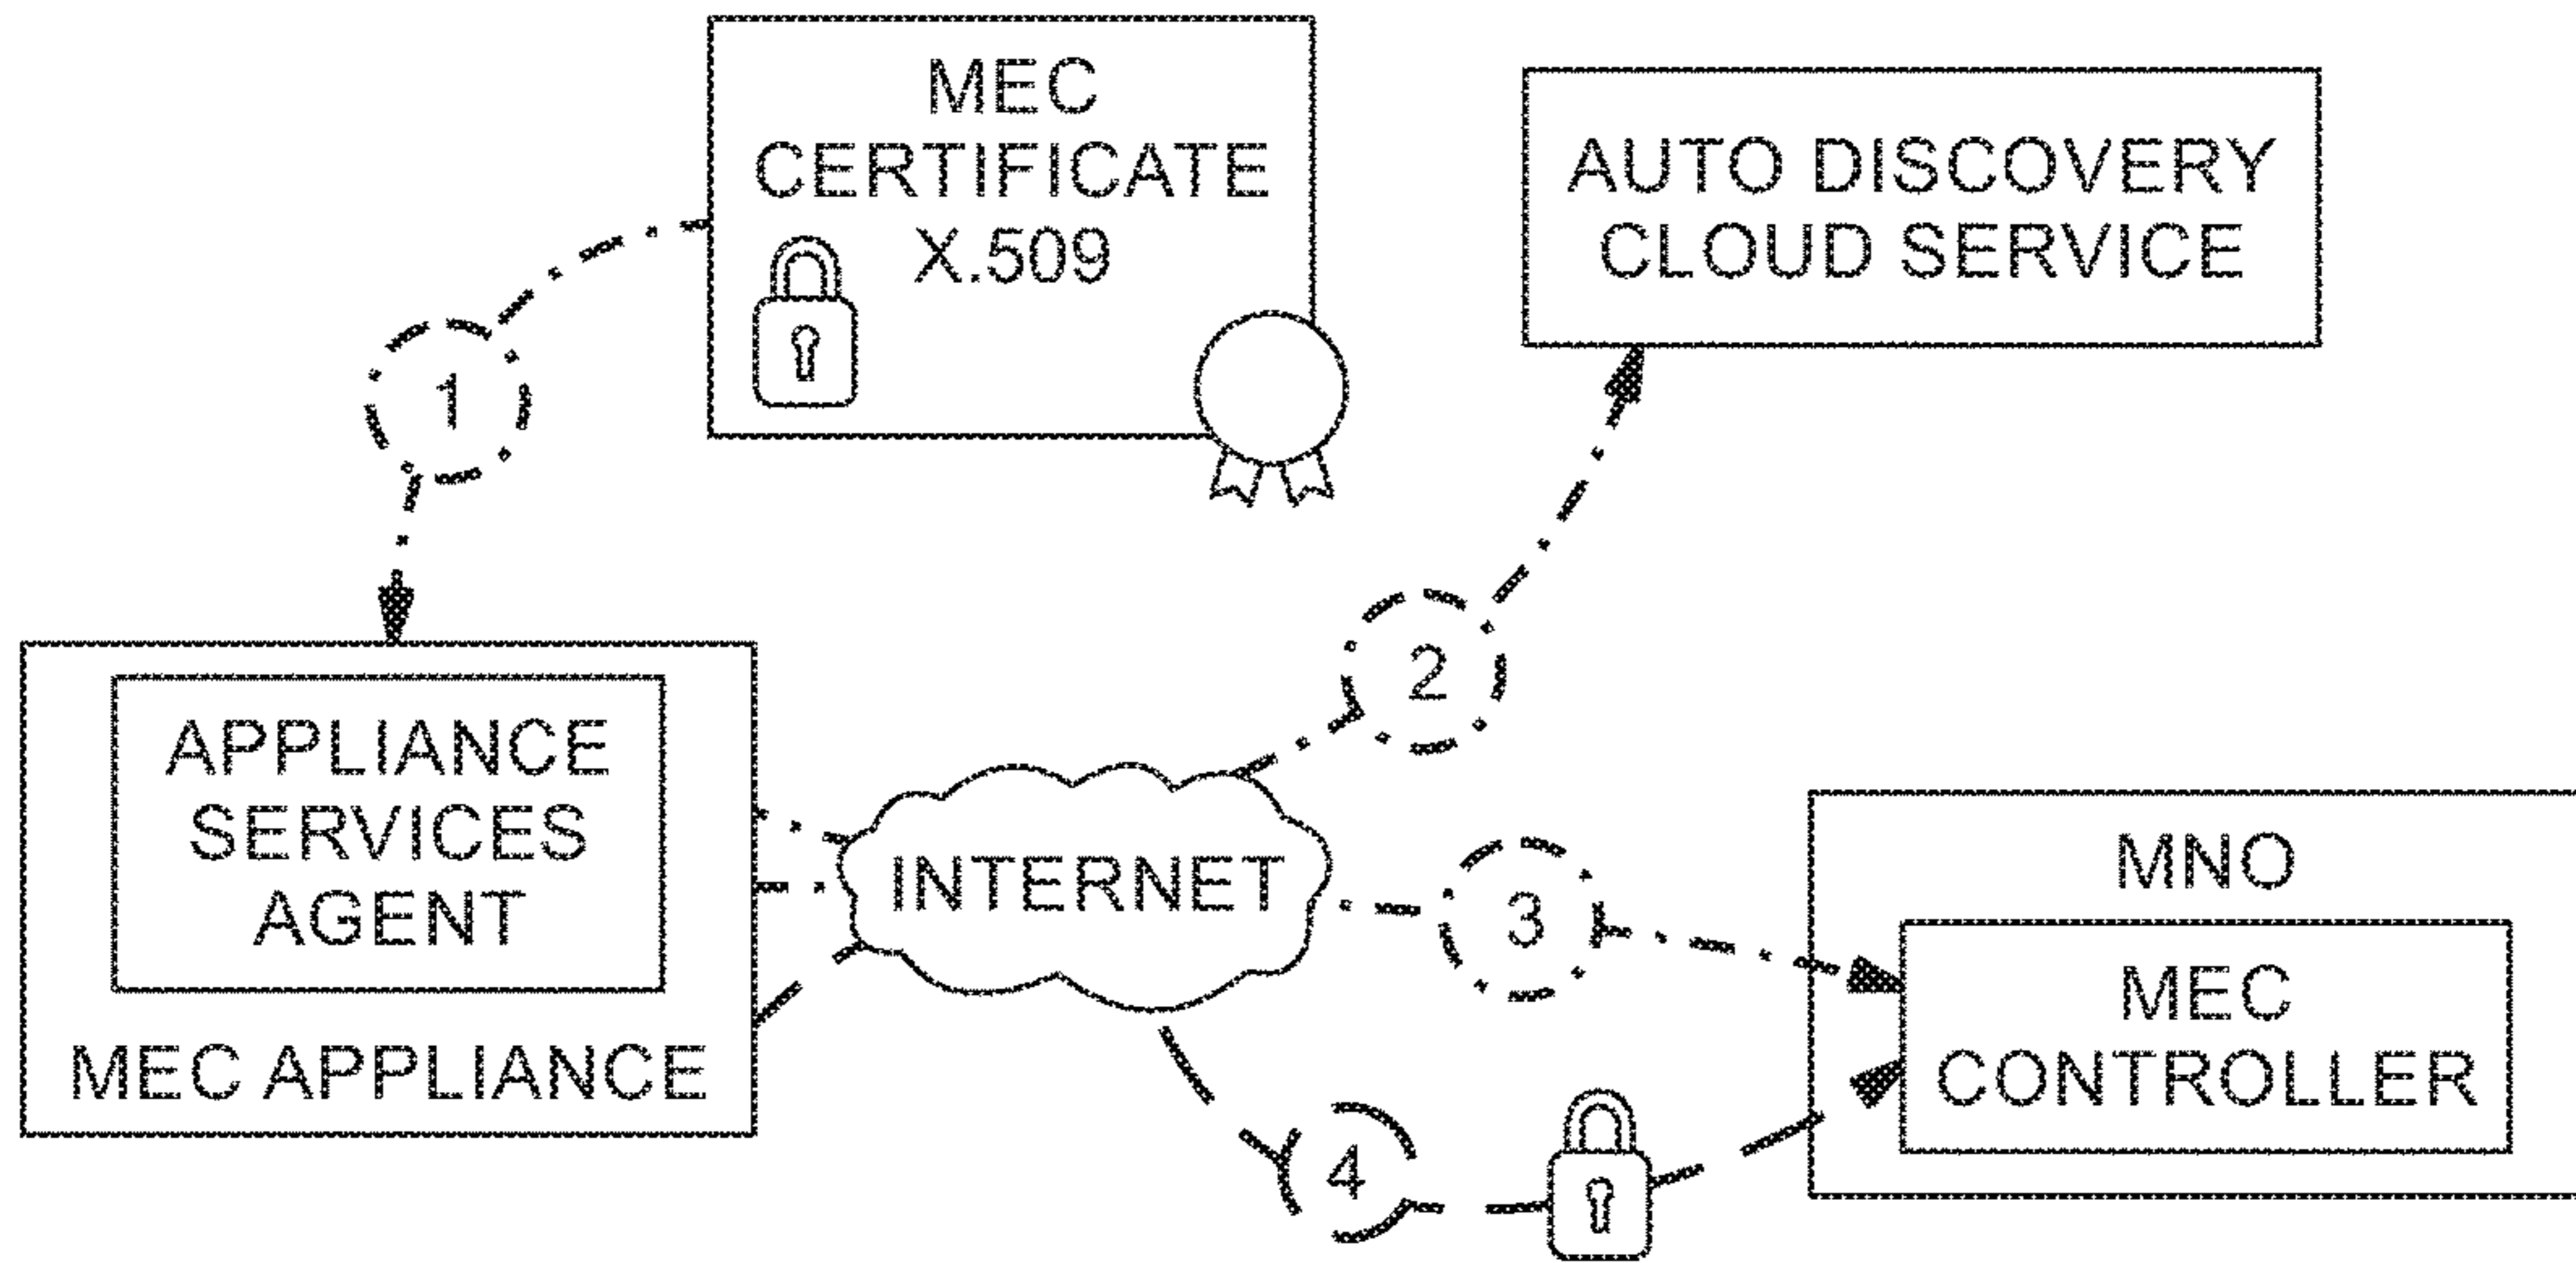 MEC
CERTIFICATE
X.509
AUTO DISCOVERY
CLOUD SERVICE
1
2
APPLIANCE
SERVICES
AGENT
MEC APPLIANCE
INTERNET
3
4
MNO
MEC
CONTROLLER